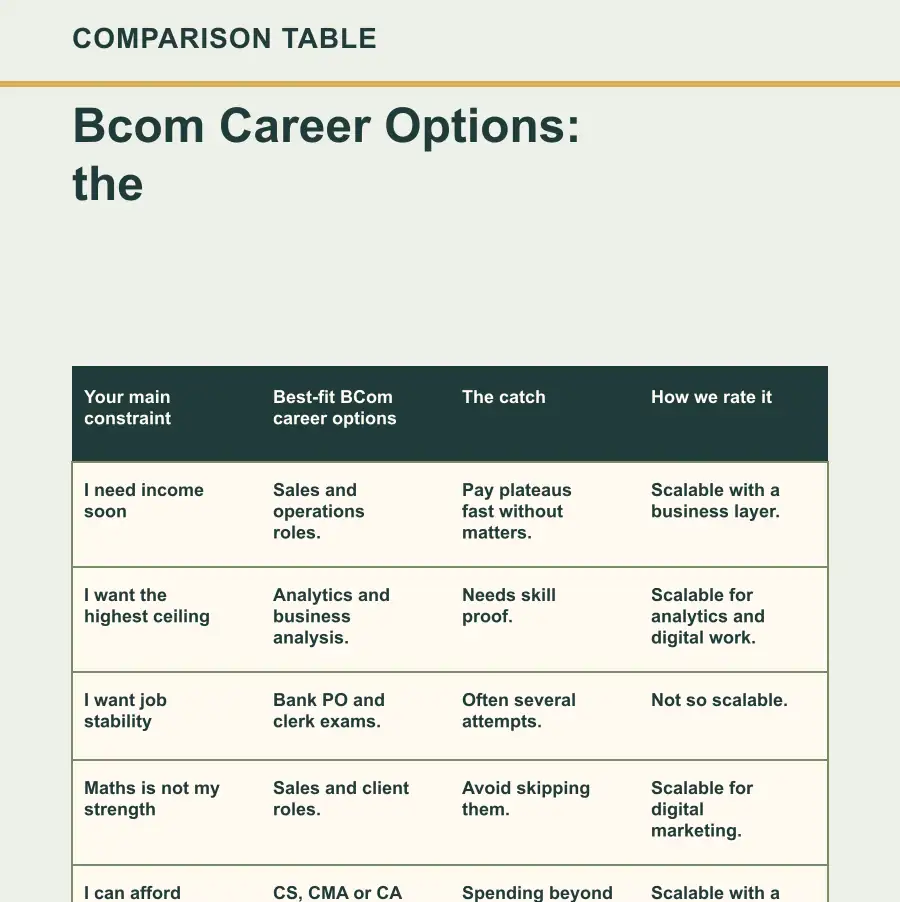 COMPARISON TABLE
Bcom Career Options:
the
Your main
constraint
Best-fit BCom
career options
The catch
How we rate it
I need income
soon
Sales and
operations
roles.
Pay plateaus
fast without
matters.
Scalable with a
business layer.
I want the
highest ceiling
Analytics and
business
analysis.
Needs skill
proof.
Scalable for
analytics and
digital work.
I want job
stability
Bank PO and
clerk exams.
Often several
attempts.
Not so scalable.
Maths is not my
strength
Sales and client
roles.
Avoid skipping
them.
Scalable for
digital
marketing.
I can afford
CS, CMA or CA
Spending beyond
Scalable with a